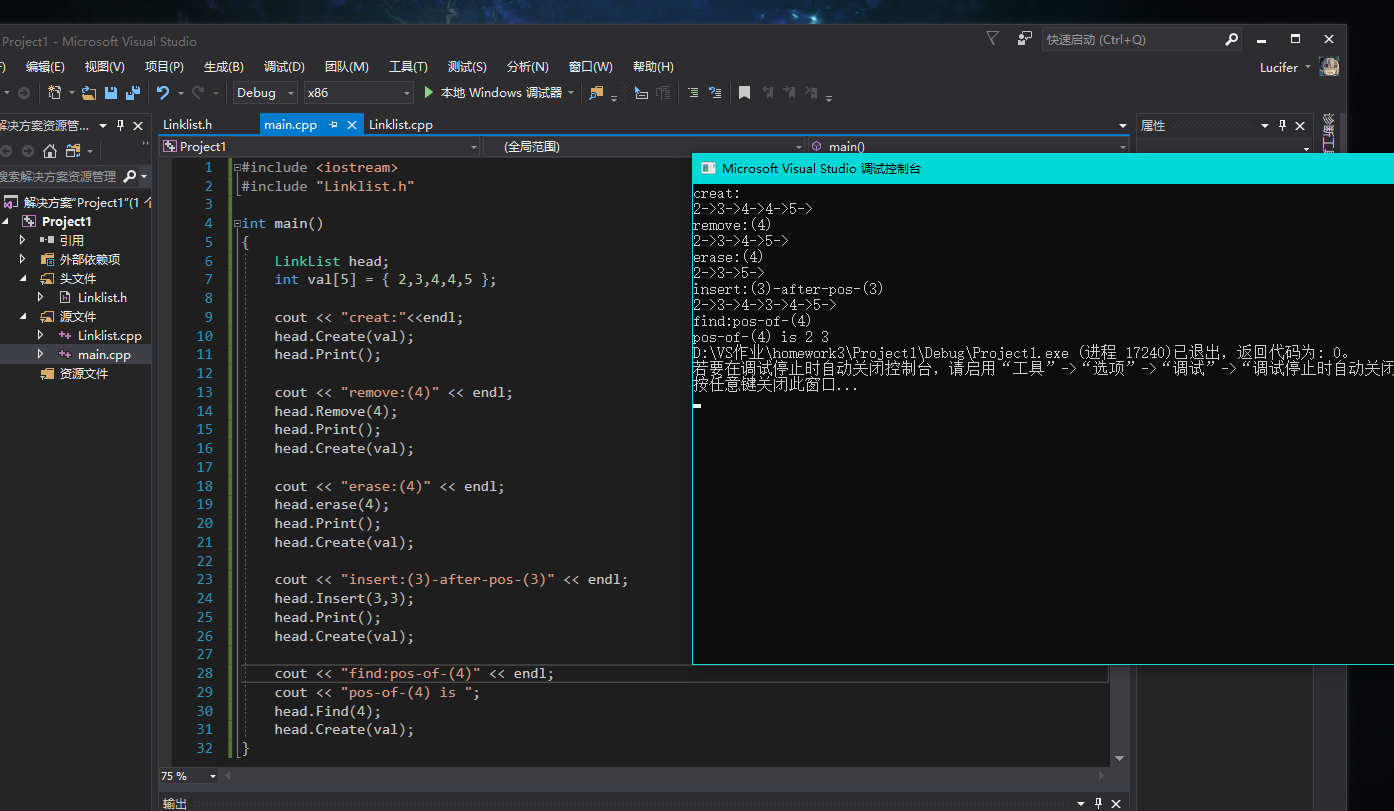 Project1 - Microsoft Visual Studio
快速启动 (Ctrl+Q)
编辑(E) 视图(V) 项目(P) 生成(B) 调试(D) 团队(M) 工具(T) 测试(S) 分析(N) 窗口(W) 帮助(H)
Lucifer
Debug x86 本地 Windows 调试器
解决方案资源管...
搜索解决方案资源管理
解决方案"Project1"(1 个
Project1
引用
外部依赖项
头文件
Linklist.h
源文件
Linklist.cpp
main.cpp
资源文件
Linklist.h main.cpp Linklist.cpp
Project1 (全局范围) main()
1 #include <iostream>
2 #include "Linklist.h"
3
4 int main()
5 {
6 LinkList head;
7 int val[5] = { 2,3,4,4,5 };
8
9 cout << "creat:"<<endl;
10 head.Create(val);
11 head.Print();
12
13 cout << "remove:(4)" << endl;
14 head.Remove(4);
15 head.Print();
16 head.Create(val);
17
18 cout << "erase:(4)" << endl;
19 head.erase(4);
20 head.Print();
21 head.Create(val);
22
23 cout << "insert:(3)-after-pos-(3)" << endl;
24 head.Insert(3,3);
25 head.Print();
26 head.Create(val);
27
28 cout << "find:pos-of-(4)" << endl;
29 cout << "pos-of-(4) is ";
30 head.Find(4);
31 head.Create(val);
32 }
75 %
输出
属性
诊断工具
Microsoft Visual Studio 调试控制台
creat:
2->3->4->4->5->
remove:(4)
2->3->4->5->
erase:(4)
2->3->5->
insert:(3)-after-pos-(3)
2->3->4->3->4->5->
find:pos-of-(4)
pos-of-(4) is 2 3
D:\VS作业\homework3\Project1\Debug\Project1.exe (进程 17240)已退出，返回代码为: 0。
若要在调试停止时自动关闭控制台，请启用“工具”->“选项”->“调试”->“调试停止时自动关闭
按任意键关闭此窗口...